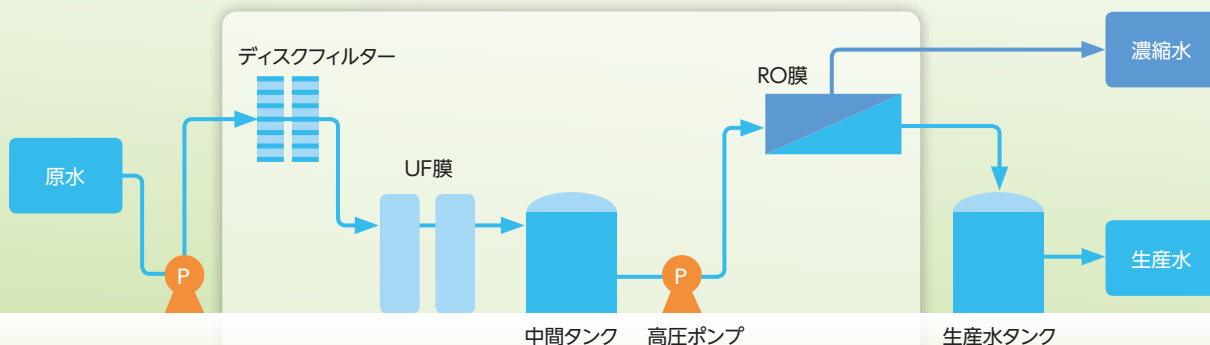 ディスクフィルター
RO膜
濃縮水
原水
UF膜
P
P
生産水
中間タンク
高圧ポンプ
生産水タンク